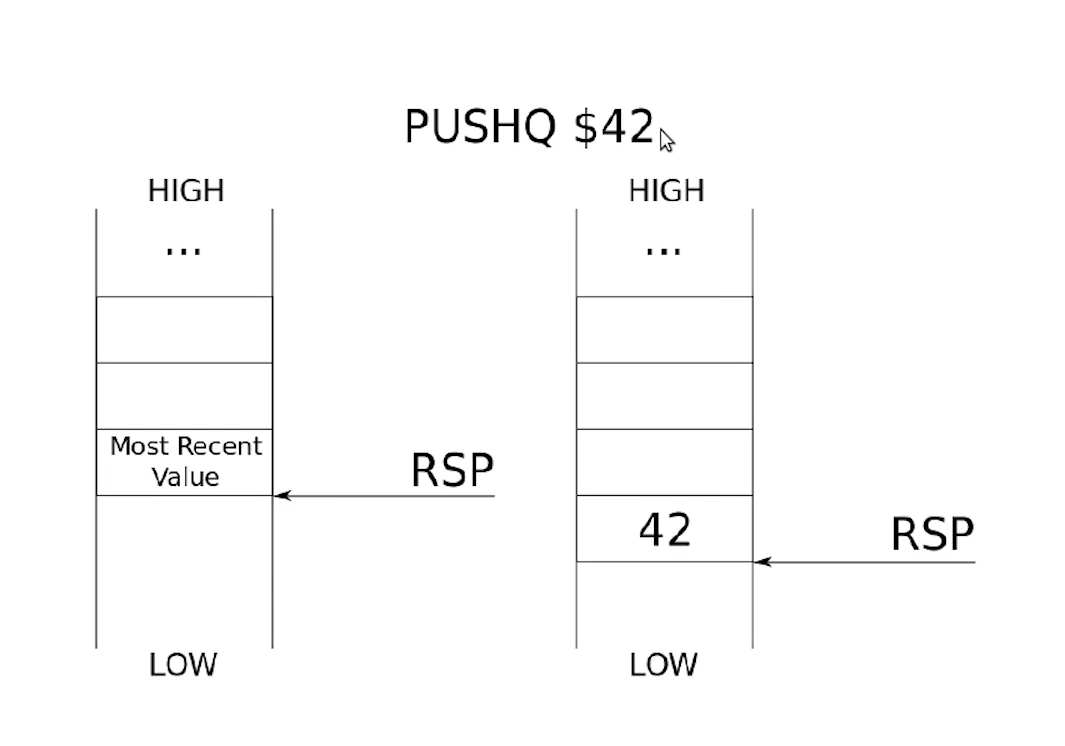 PUSHQ $42
HIGH
...
Most Recent
Value
RSP
LOW
HIGH
...
42
RSP
LOW